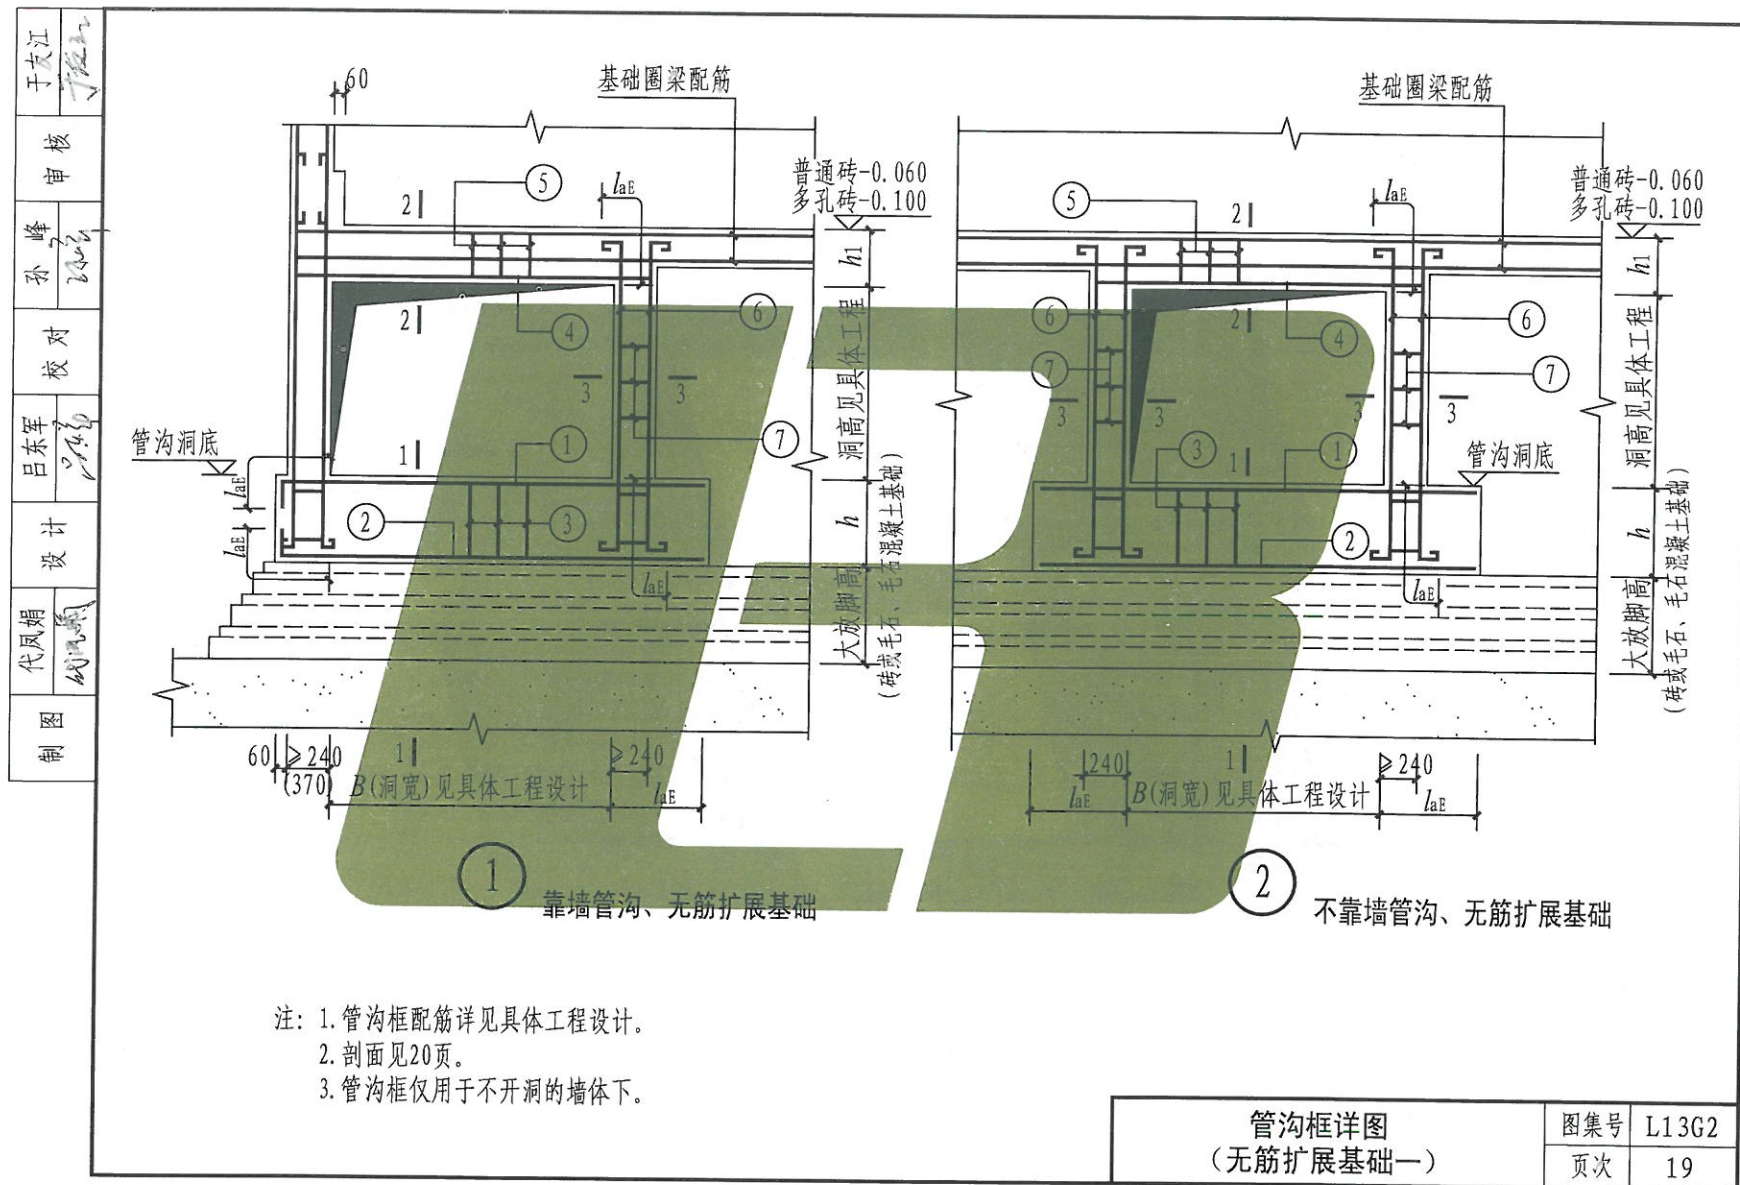 于友江
审核
孙峰
校对
吕东军
设计
代凤娟
制图
60
基础圈梁配筋
普通砖-0.060
多孔砖-0.100
5
laE
2
h1
2
4
6
洞高见具体工程
3
3
管沟洞底
1
1
7
laE
laE
2
3
h
laE
大放脚高
(砖或毛石、毛石混凝土基础)
60
≥240
(370)
1
B(洞宽)见具体工程设计
≥240
laE
1
靠墙管沟、无筋扩展基础
基础圈梁配筋
普通砖-0.060
多孔砖-0.100
5
2
laE
h1
6
2
4
6
洞高见具体工程
7
7
3
3
3
3
3
1
1
管沟洞底
2
h
laE
大放脚高
(砖或毛石、毛石混凝土基础)
240
1
≥240
laE
B(洞宽)见具体工程设计
laE
2
不靠墙管沟、无筋扩展基础
注: 1.管沟框配筋详见具体工程设计。
2.剖面见20页。
3.管沟框仅用于不开洞的墙体下。
管沟框详图
(无筋扩展基础一)
图集号 L13G2
页次 19